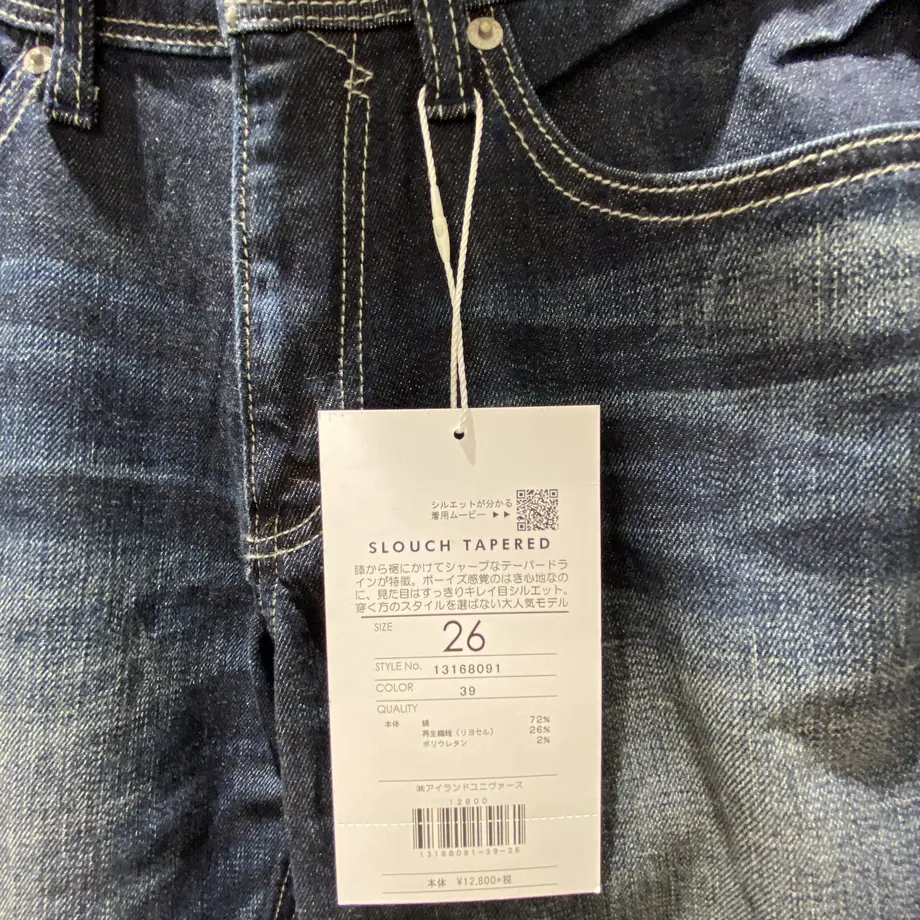 シルエットが分かる
着用ムービー ▶▶
SLOUCH TAPERED
膝から裾にかけてシャープなテーパードラ
インが特徴。ボーイズ感覚のはき心地なの
に、見た目はすっきりキレイ目シルエット。
穿く方のスタイルを選ばない大人気モデル
SIZE 26
STYLE No. 13168091
COLOR 39
QUALITY
本体 綿 72%
再生繊維（リヨセル） 26%
ポリウレタン 2%
㈱アイランドユニヴァース
12800
13168091-39-26
本体 ¥12,800+税